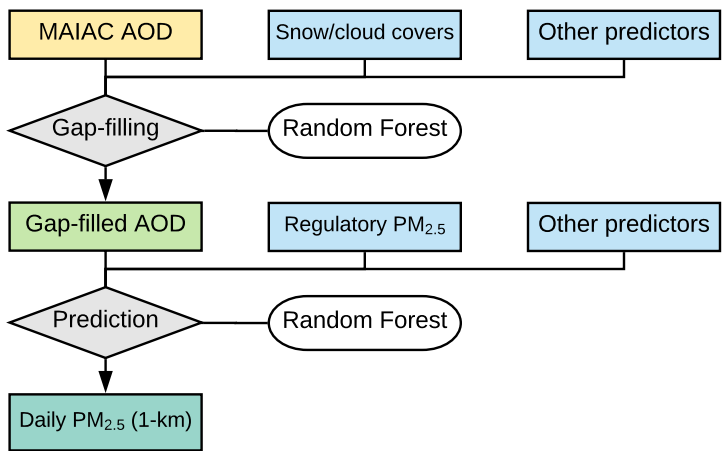 MAIAC AOD
Snow/cloud covers
Other predictors
Gap-filling
Random Forest
Gap-filled AOD
Regulatory PM₂.₅
Other predictors
Prediction
Random Forest
Daily PM₂.₅ (1-km)